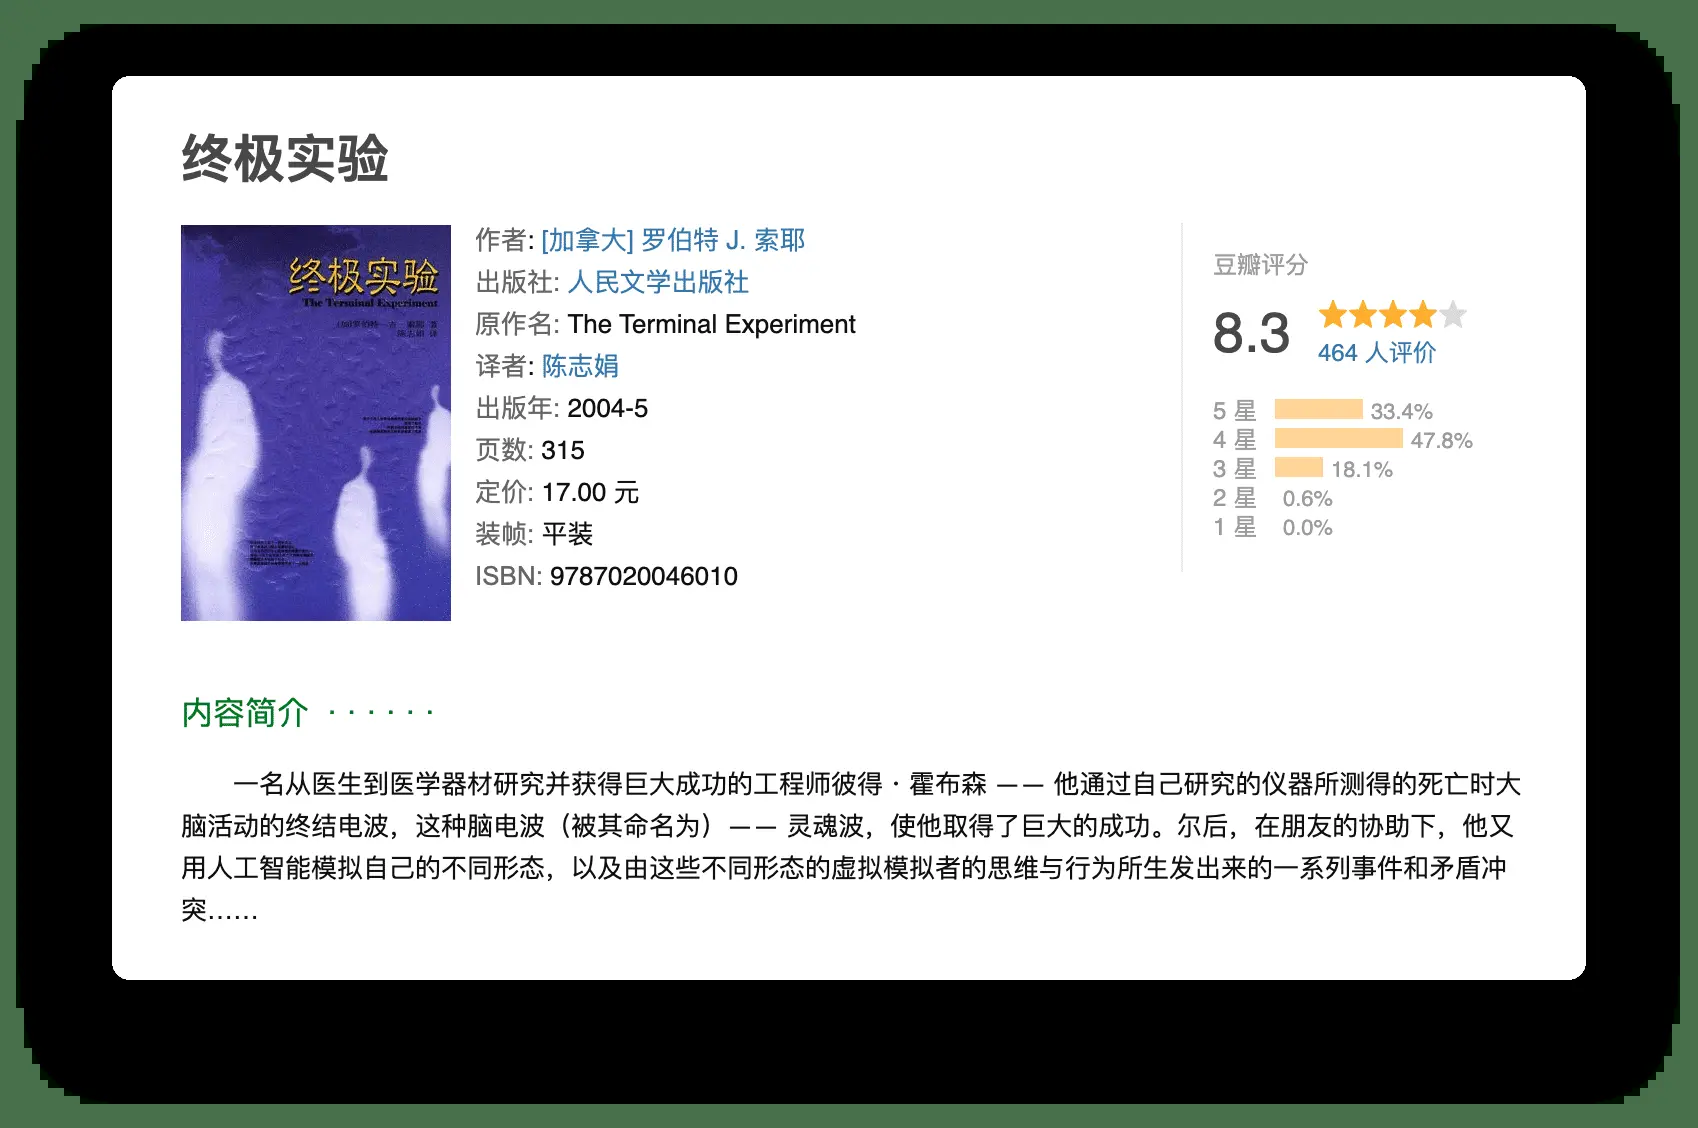 终极实验
终极实验
The Terminal Experiment
作者: [加拿大] 罗伯特 J. 索耶
出版社: 人民文学出版社
原作名: The Terminal Experiment
译者: 陈志娟
出版年: 2004-5
页数: 315
定价: 17.00 元
装帧: 平装
ISBN: 9787020046010
豆瓣评分
8.3
464 人评价
5 星 33.4%
4 星 47.8%
3 星 18.1%
2 星 0.6%
1 星 0.0%
内容简介 · · · · · ·
一名从医生到医学器材研究并获得巨大成功的工程师彼得 · 霍布森 —— 他通过自己研究的仪器所测得的死亡时大
脑活动的终结电波，这种脑电波（被其命名为）—— 灵魂波，使他取得了巨大的成功。尔后，在朋友的协助下，他又
用人工智能模拟自己的不同形态，以及由这些不同形态的虚拟模拟者的思维与行为所生发出来的一系列事件和矛盾冲
突……